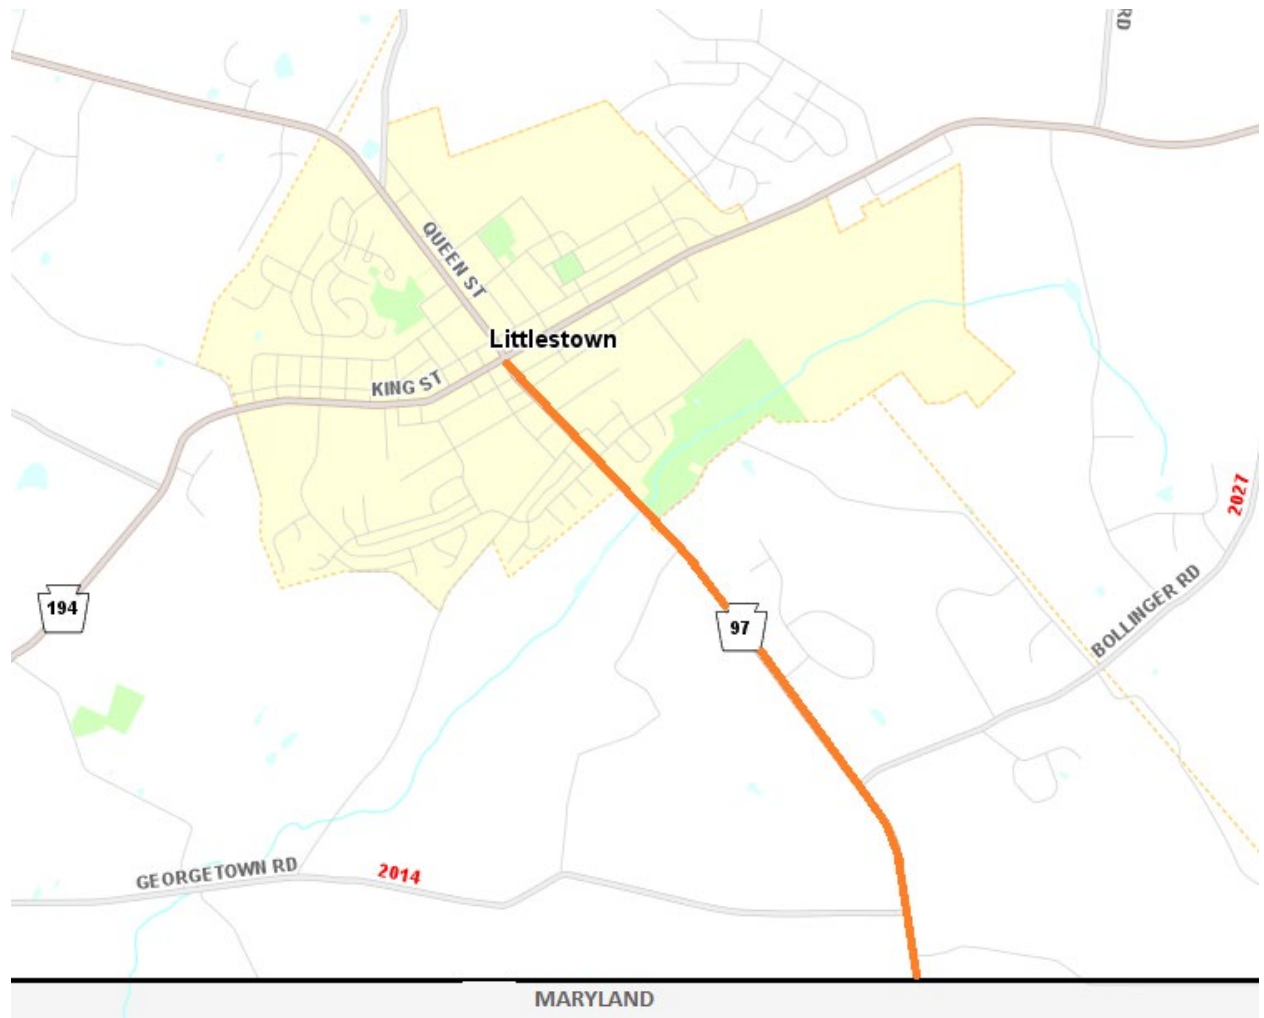 RD
QUEEN ST
Littlestown
KING ST
2027
194
97
BOLLINGER RD
GEORGETOWN RD
2014
MARYLAND